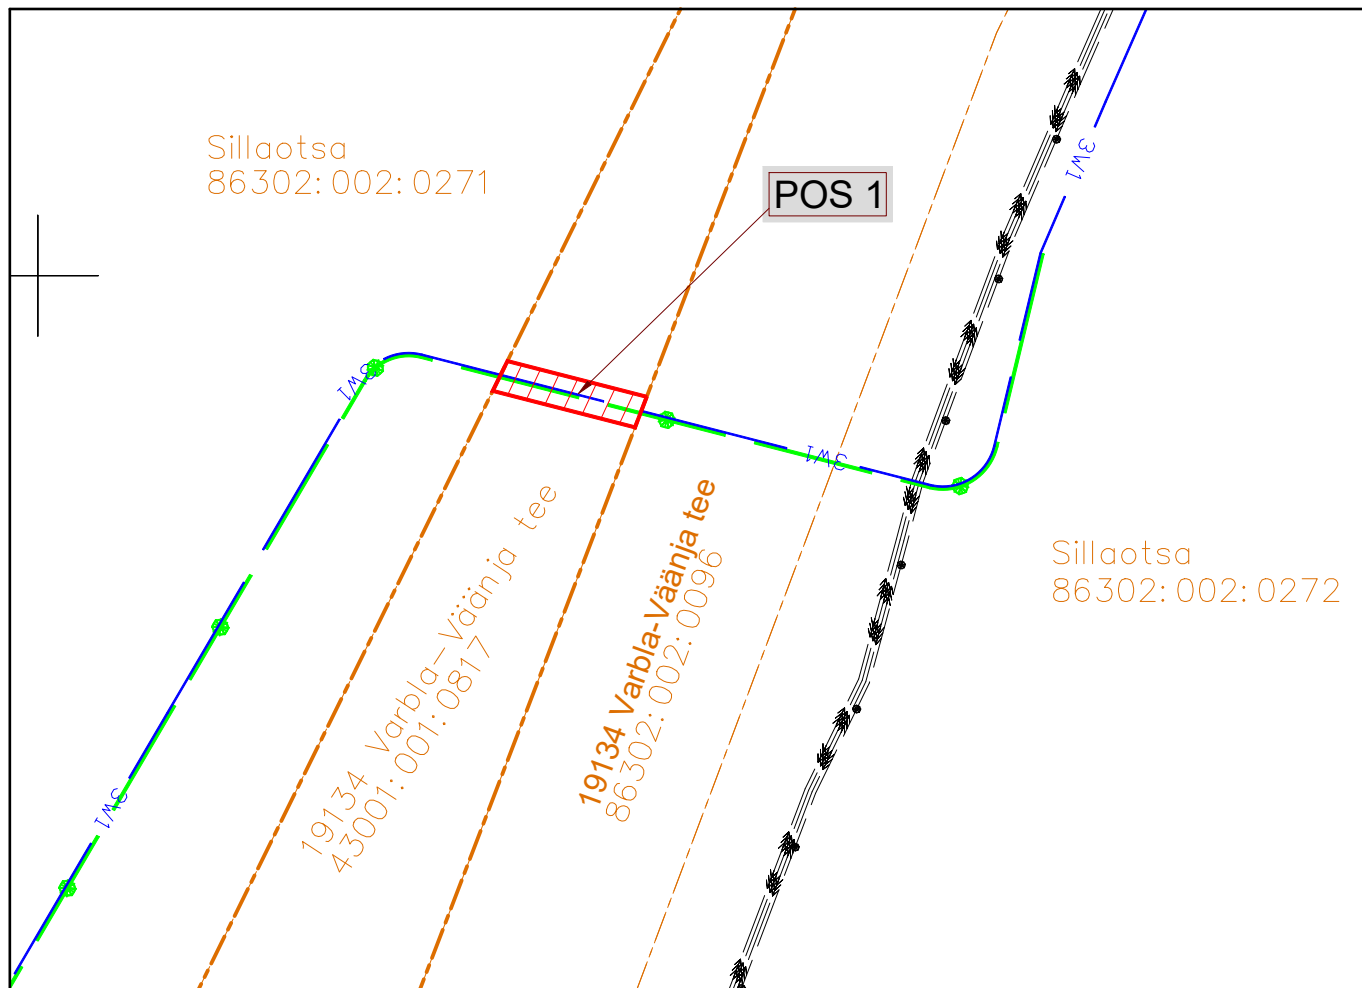 Sillaotsa
86302:002:0271
POS 1
3W1
3W1
3W1
Sillaotsa
86302:002:0272
19134 Varbla-Väänja tee
43001:001:0817
19134 Varbla-Väänja tee
86302:002:0096
3W1